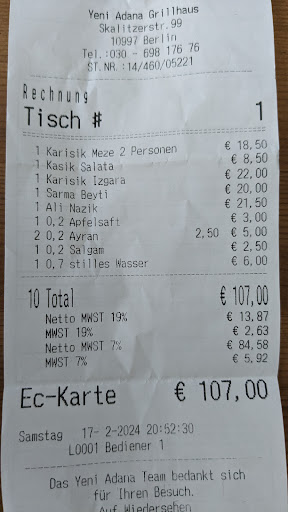 Yeni Adana Grillhaus
Skalitzerstr.99
10997 Berlin
Tel.:030 - 698 176 76
ST.NR.:14/460/05221
Rechnung
Tisch # 1
1 Karisik Meze 2 Personen € 18,50
1 Kasik Salata € 8,50
1 Karisik Izgara € 22,00
1 Sarma Beyti € 20,00
1 Ali Nazik € 21,50
1 0,2 Apfelsaft € 3,00
2 0,2 Ayran 2,50 € 5,00
1 0,2 Salgam € 2,50
1 0,7 stilles Wasser € 6,00
10 Total € 107,00
Netto MWST 19% € 13,87
MWST 19% € 2,63
Netto MWST 7% € 84,58
MWST 7% € 5,92
Ec-Karte € 107,00
Samstag 17- 2-2024 20:52:30
L0001 Bediener 1
Das Yeni Adana Team bedankt sich
für Ihren Besuch.
Auf Wiedersehen